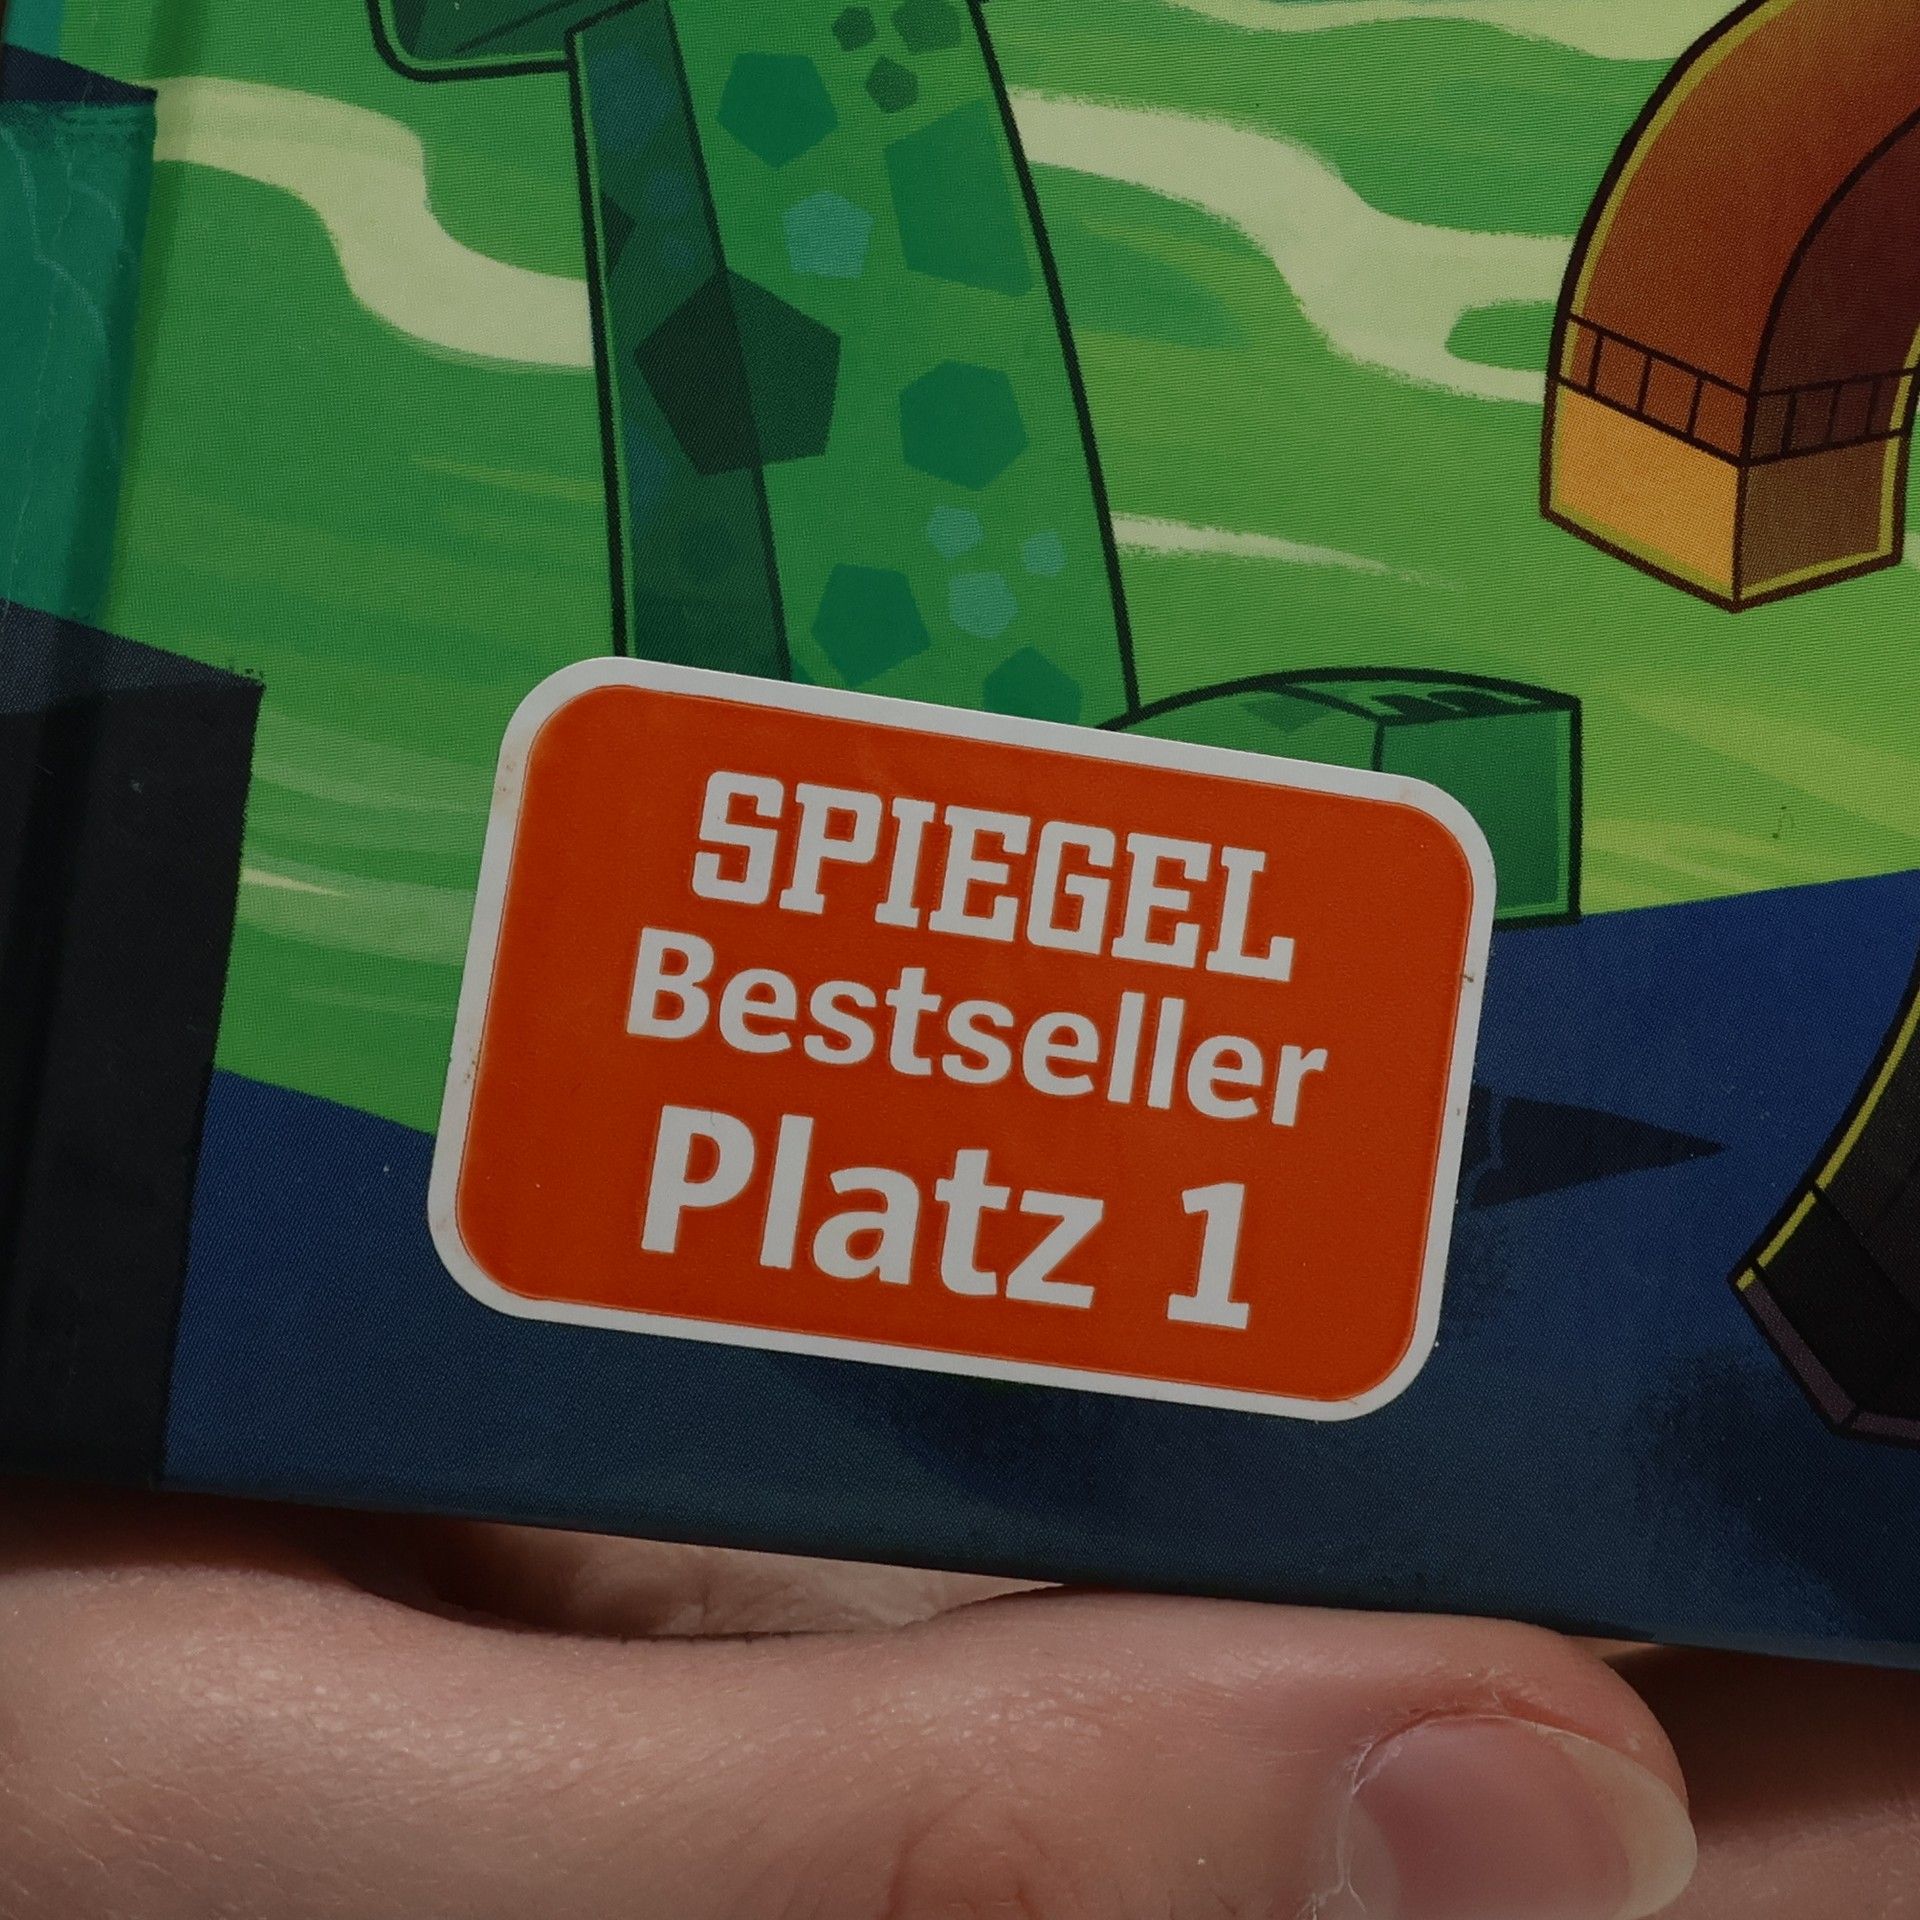 SPIEGEL
Bestseller
Platz 1